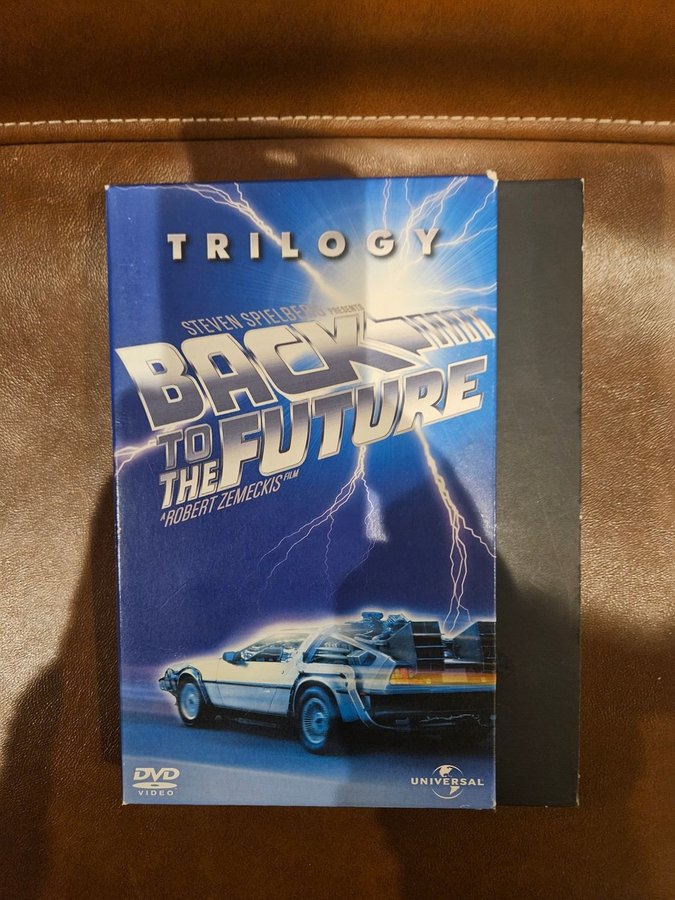 TRILOGY
STEVEN SPIELBERG PRESENTS
BACK
TO
THE FUTURE
A ROBERT ZEMECKIS FILM
DVD
VIDEO
UNIVERSAL